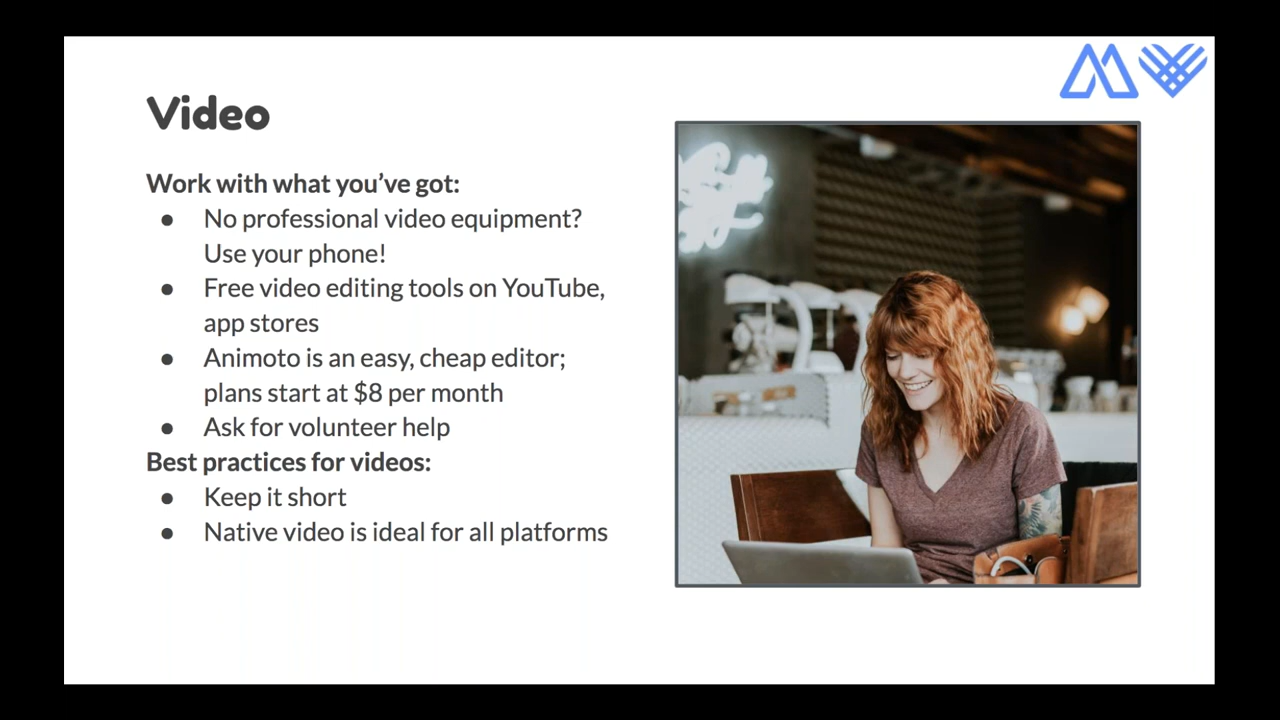 Video
Work with what you've got:
● No professional video equipment?
Use your phone!
● Free video editing tools on YouTube,
app stores
● Animoto is an easy, cheap editor;
plans start at $8 per month
● Ask for volunteer help
Best practices for videos:
● Keep it short
● Native video is ideal for all platforms